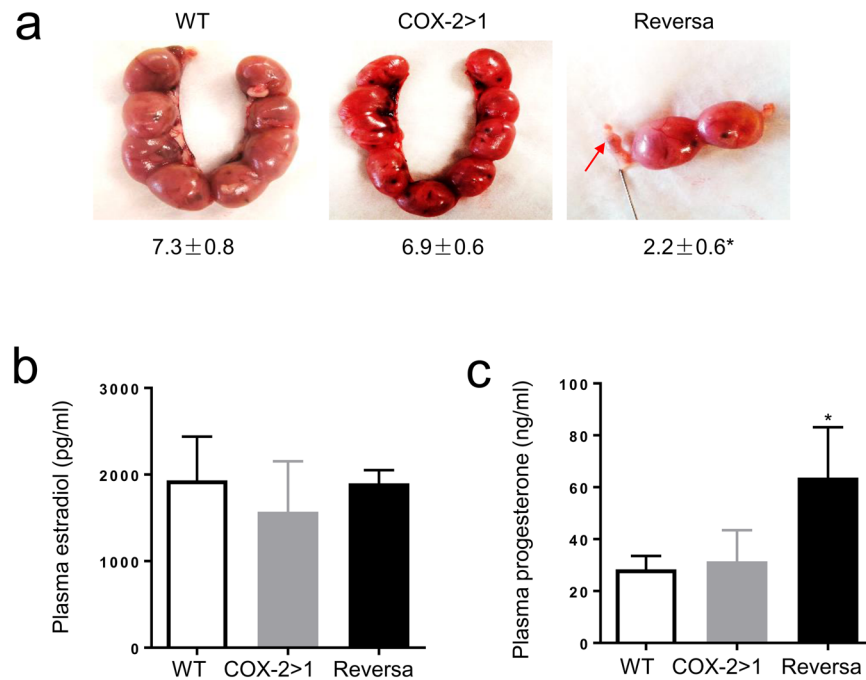 a
WT
COX-2>1
Reversa
7.3±0.8
6.9±0.6
2.2±0.6*
b
Plasma estradiol (pg/ml)
3000
2000
1000
0
WT
COX-2>1
Reversa
c
Plasma progesterone (ng/ml)
100
80
60
40
20
0
*
WT
COX-2>1
Reversa